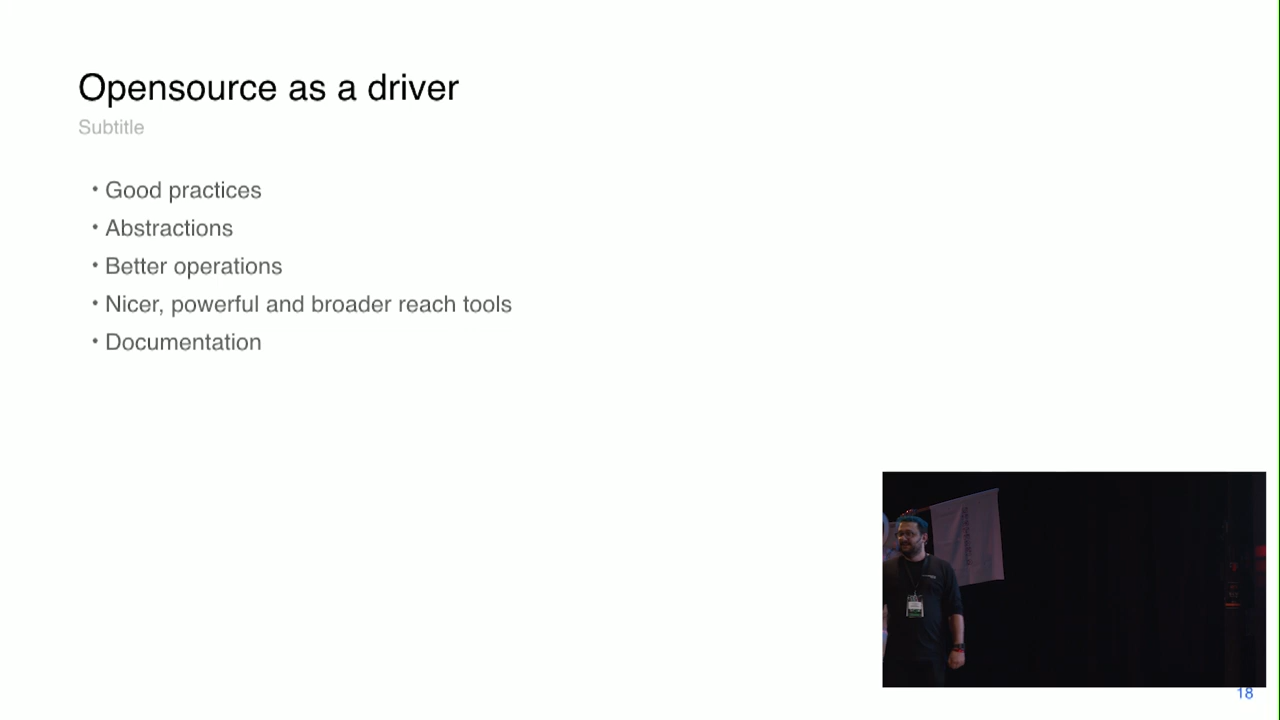 Opensource as a driver
Subtitle
• Good practices
• Abstractions
• Better operations
• Nicer, powerful and broader reach tools
• Documentation
18